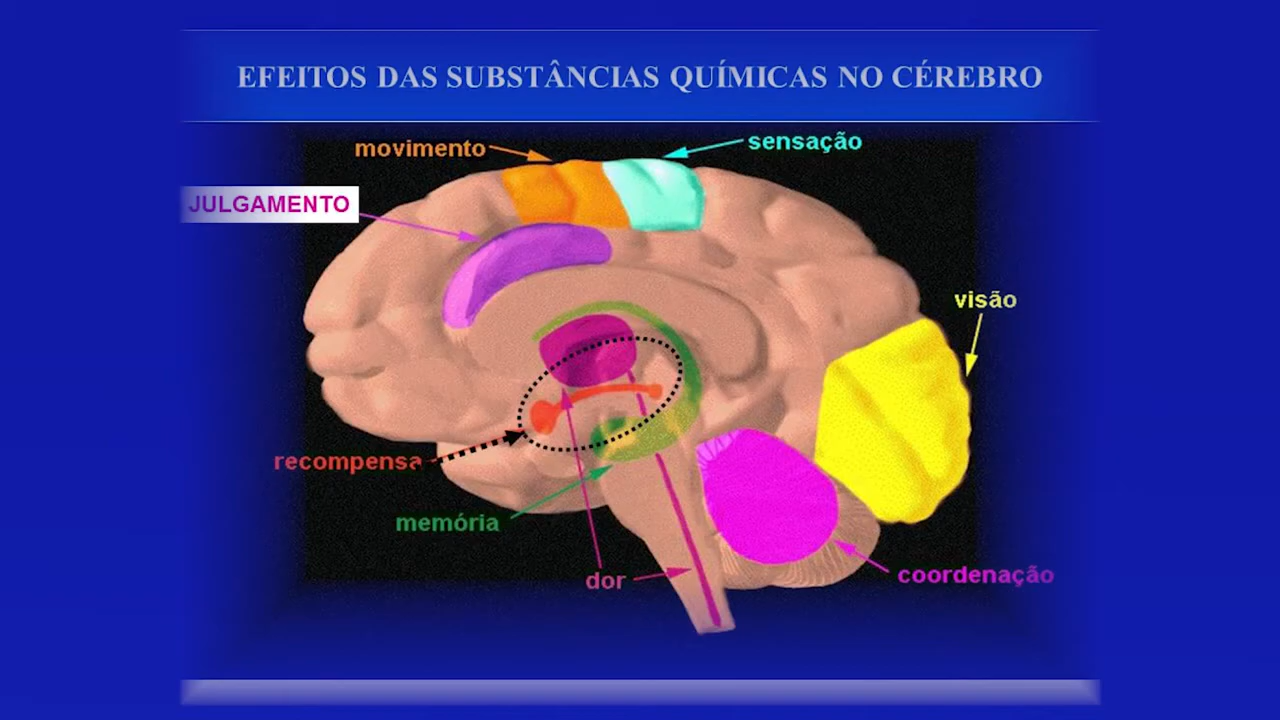 EFEITOS DAS SUBSTÂNCIAS QUÍMICAS NO CÉREBRO
movimento
sensação
JULGAMENTO
visão
recompensa
memória
dor
coordenação